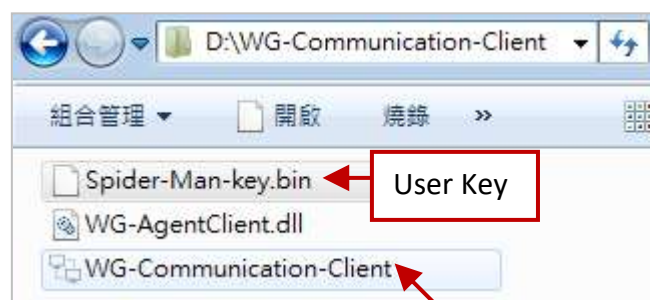 D:\WG-Communication-Client
組合管理 開啟 燒錄 »
Spider-Man-key.bin User Key
WG-AgentClient.dll
WG-Communication-Client